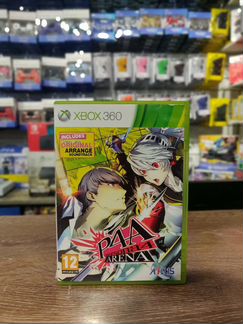 XBOX 360
INCLUDES
ORIGINAL
ARRANGE
SOUNDTRACK
P4A
ARENA
12
ATLUS